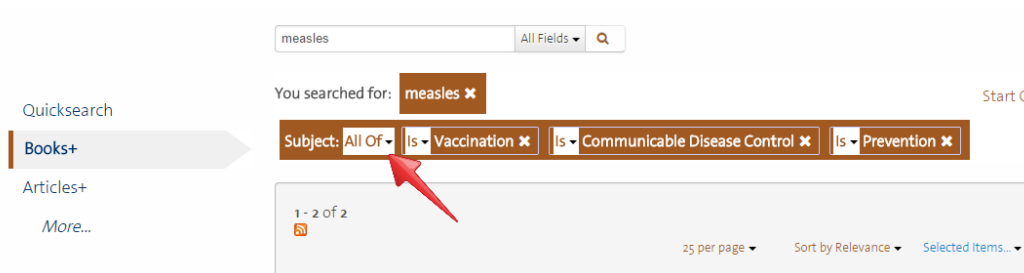 measles All Fields
You searched for: measles ✖
Start
Quicksearch
Books+
Articles+
More...
Subject: All Of Is Vaccination ✖ Is Communicable Disease Control ✖ Is Prevention ✖
1 - 2 of 2
25 per page Sort by Relevance Selected Items...